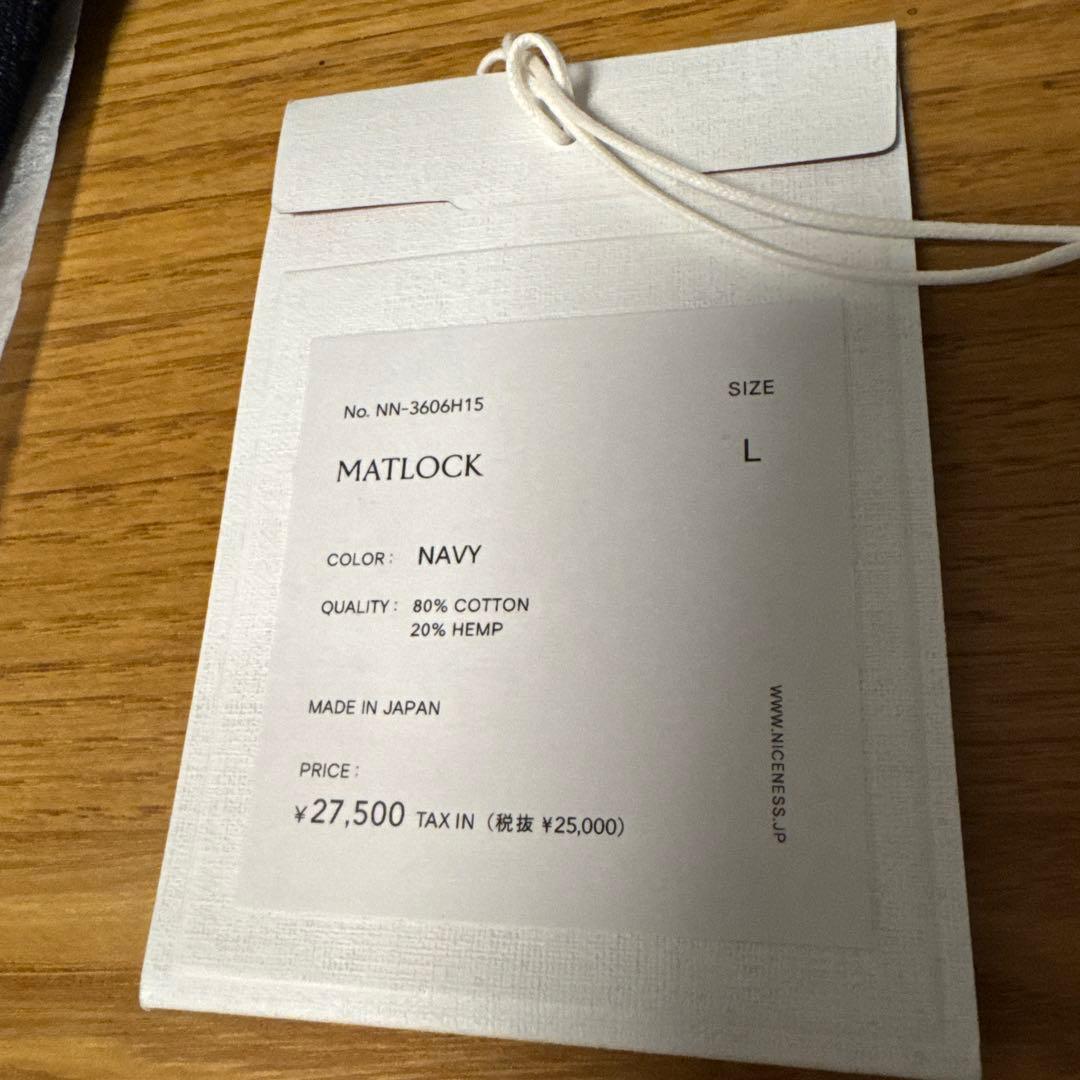 No. NN-3606H15
SIZE
MATLOCK
L
COLOR: NAVY
QUALITY: 80% COTTON
20% HEMP
MADE IN JAPAN
PRICE:
¥27,500 TAX IN (税抜 ¥25,000)
WWW.NICENESS.JP